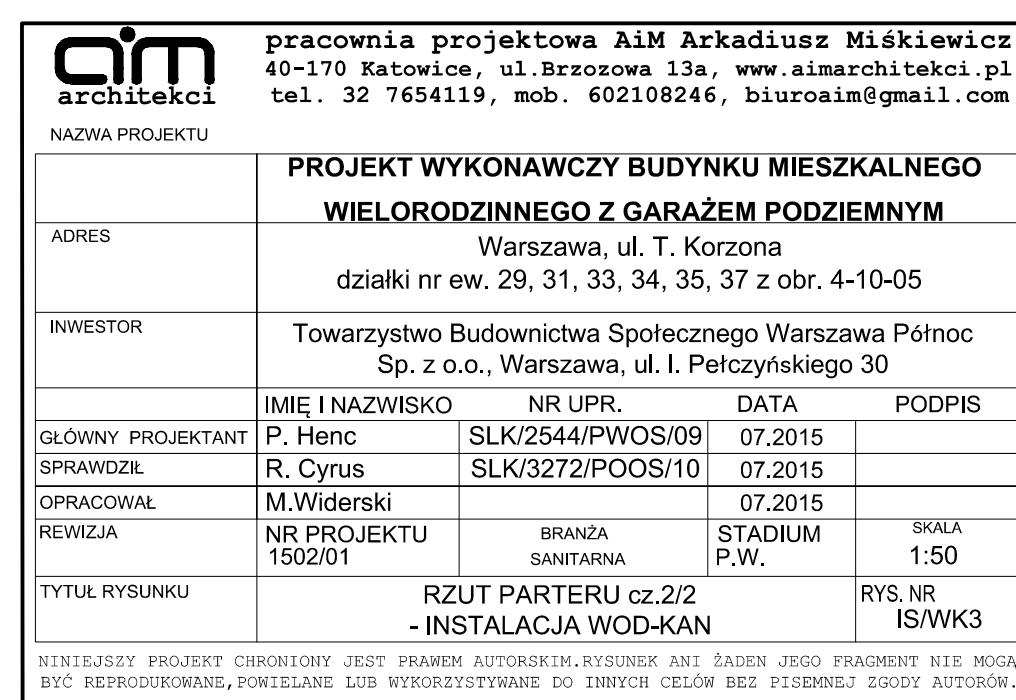 aim
architekci
pracownia projektowa AiM Arkadiusz Miśkiewicz
40-170 Katowice, ul.Brzozowa 13a, www.aimarchitekci.pl
tel. 32 7654119, mob. 602108246, biuroaim@gmail.com
NAZWA PROJEKTU
PROJEKT WYKONAWCZY BUDYNKU MIESZKALNEGO
WIELORODZINNEGO Z GARAŻEM PODZIEMNYM
ADRES
Warszawa, ul. T. Korzona
działki nr ew. 29, 31, 33, 34, 35, 37 z obr. 4-10-05
INWESTOR
Towarzystwo Budownictwa Społecznego Warszawa Północ
Sp. z o.o., Warszawa, ul. I. Pełczyńskiego 30
IMIĘ I NAZWISKO NR UPR. DATA PODPIS
GŁÓWNY PROJEKTANT P. Henc SLK/2544/PWOS/09 07.2015
SPRAWDZIŁ R. Cyrus SLK/3272/POOS/10 07.2015
OPRACOWAŁ M.Widerski 07.2015
REWIZJA NR PROJEKTU BRANŻA STADIUM SKALA
1502/01 SANITARNA P.W. 1:50
TYTUŁ RYSUNKU RZUT PARTERU cz.2/2 RYS. NR
- INSTALACJA WOD-KAN IS/WK3
NINIEJSZY PROJEKT CHRONIONY JEST PRAWEM AUTORSKIM.RYSUNEK ANI ŻADEN JEGO FRAGMENT NIE MOGĄ
BYĆ REPRODUKOWANE,POWIELANE LUB WYKORZYSTYWANE DO INNYCH CELÓW BEZ PISEMNEJ ZGODY AUTORÓW.